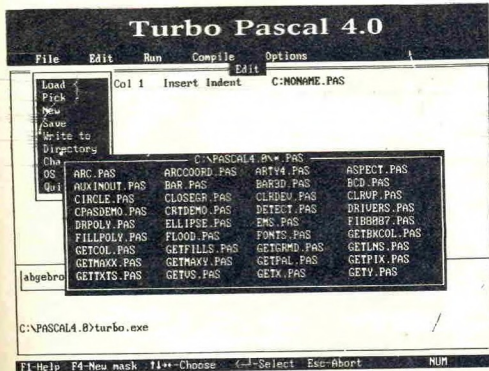 Turbo Pascal 4.0
File Edit Run Compile Options
Edit
Load
Col 1 Insert Indent C:NONAME.PAS
Pick
New
Save
Write to
Directory
Cha
OS
Qui
C:\PASCAL4.0\*.PAS
ARC.PAS ARCCOORD.PAS ARTY4.PAS ASPECT.PAS
AUXINOUT.PAS BAR.PAS BAR3D.PAS BCD.PAS
CIRCLE.PAS CLOSEGR.PAS CLRDEV.PAS CLRVP.PAS
CPASDEMO.PAS CRTDEMO.PAS DETECT.PAS DRIVERS.PAS
DRPOLY.PAS ELLIPSE.PAS EMS.PAS FIB8087.PAS
FILLPOLY.PAS FLOOD.PAS FONTS.PAS GETBKCOL.PAS
GETCOL.PAS GETFILLS.PAS GETGRMD.PAS GETLNS.PAS
GETMAXX.PAS GETMAXY.PAS GETPAL.PAS GETPIX.PAS
GETTXTS.PAS GETVS.PAS GETX.PAS GETY.PAS
abgebro
C:\PASCAL4.0>turbo.exe
F1-Help F4-New mask ↑↓→←-Choose <─┘-Select Esc-Abort NUM